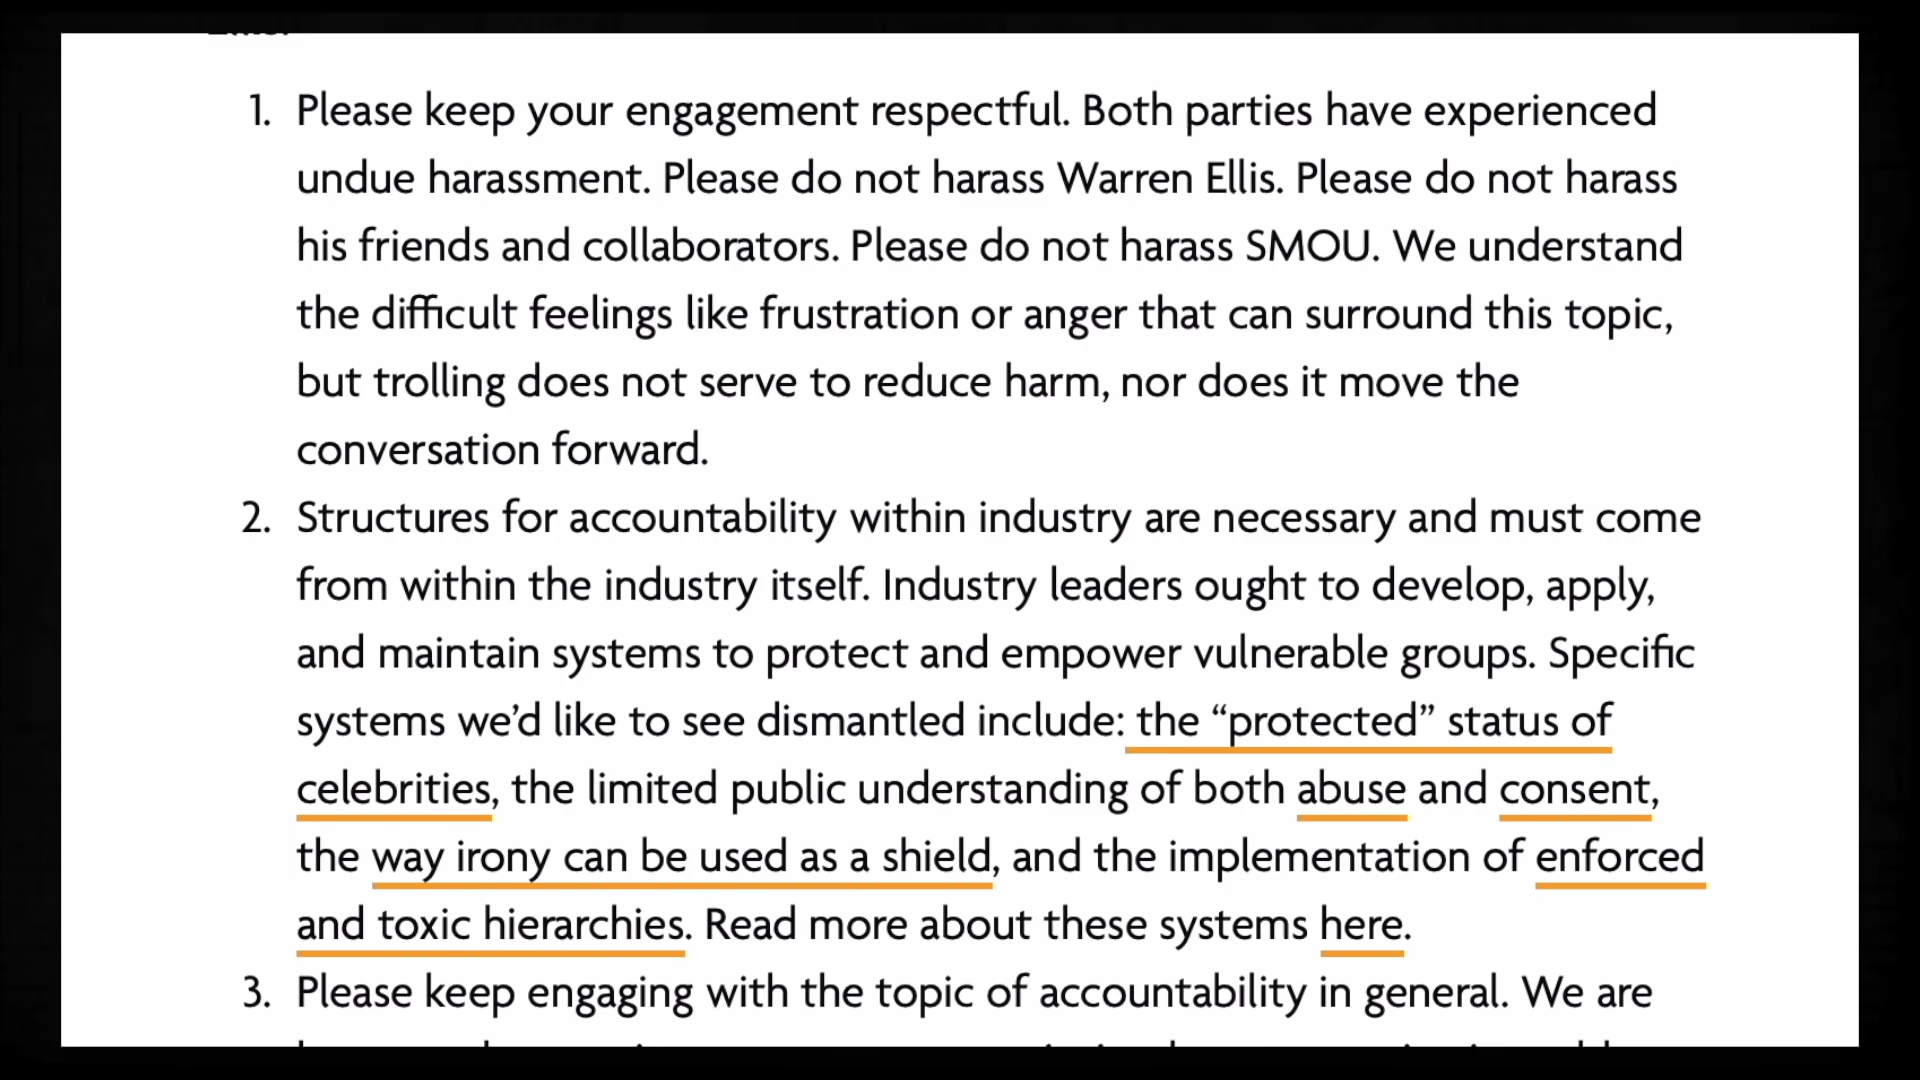 1. Please keep your engagement respectful. Both parties have experienced
undue harassment. Please do not harass Warren Ellis. Please do not harass
his friends and collaborators. Please do not harass SMOU. We understand
the difficult feelings like frustration or anger that can surround this topic,
but trolling does not serve to reduce harm, nor does it move the
conversation forward.
2. Structures for accountability within industry are necessary and must come
from within the industry itself. Industry leaders ought to develop, apply,
and maintain systems to protect and empower vulnerable groups. Specific
systems we’d like to see dismantled include: the “protected” status of
celebrities, the limited public understanding of both abuse and consent,
the way irony can be used as a shield, and the implementation of enforced
and toxic hierarchies. Read more about these systems here.
3. Please keep engaging with the topic of accountability in general. We are